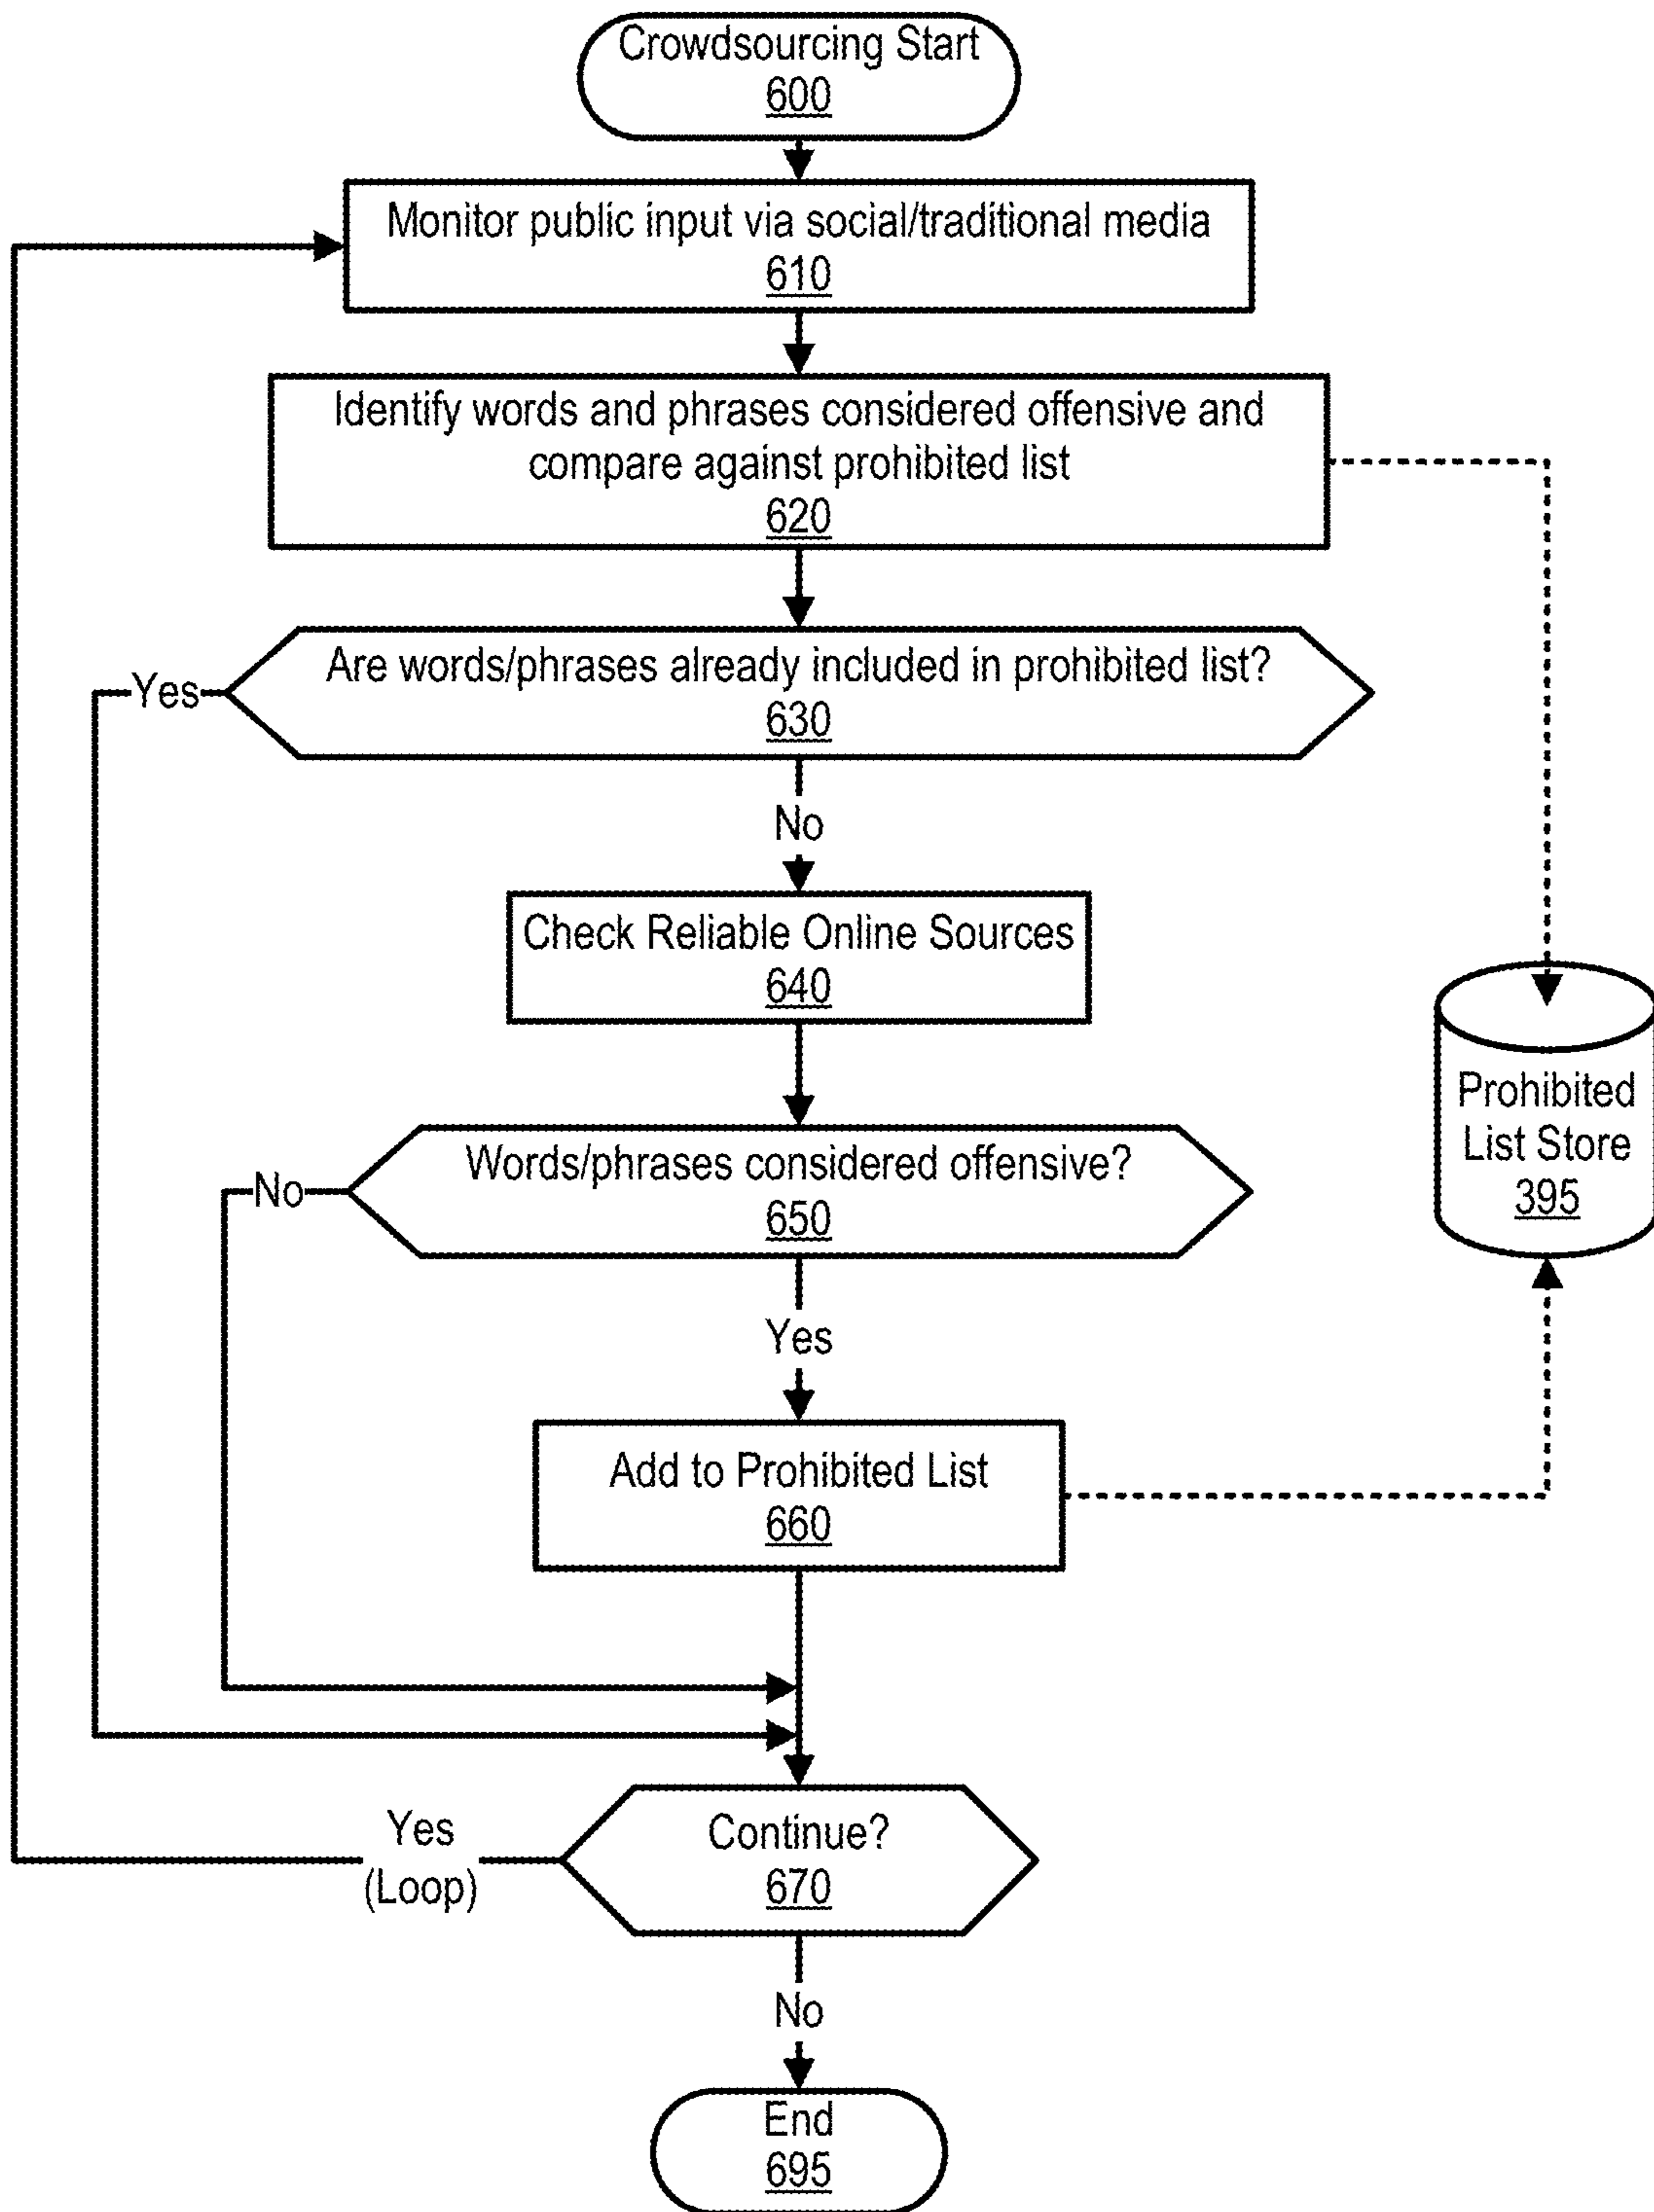 Crowdsourcing Start
600
Monitor public input via social/traditional media
610
Identify words and phrases considered offensive and
compare against prohibited list
620
Are words/phrases already included in prohibited list?
630
Yes
No
Check Reliable Online Sources
640
Prohibited
List Store
395
Words/phrases considered offensive?
650
No
Yes
Add to Prohibited List
660
Continue?
670
Yes
(Loop)
No
End
695